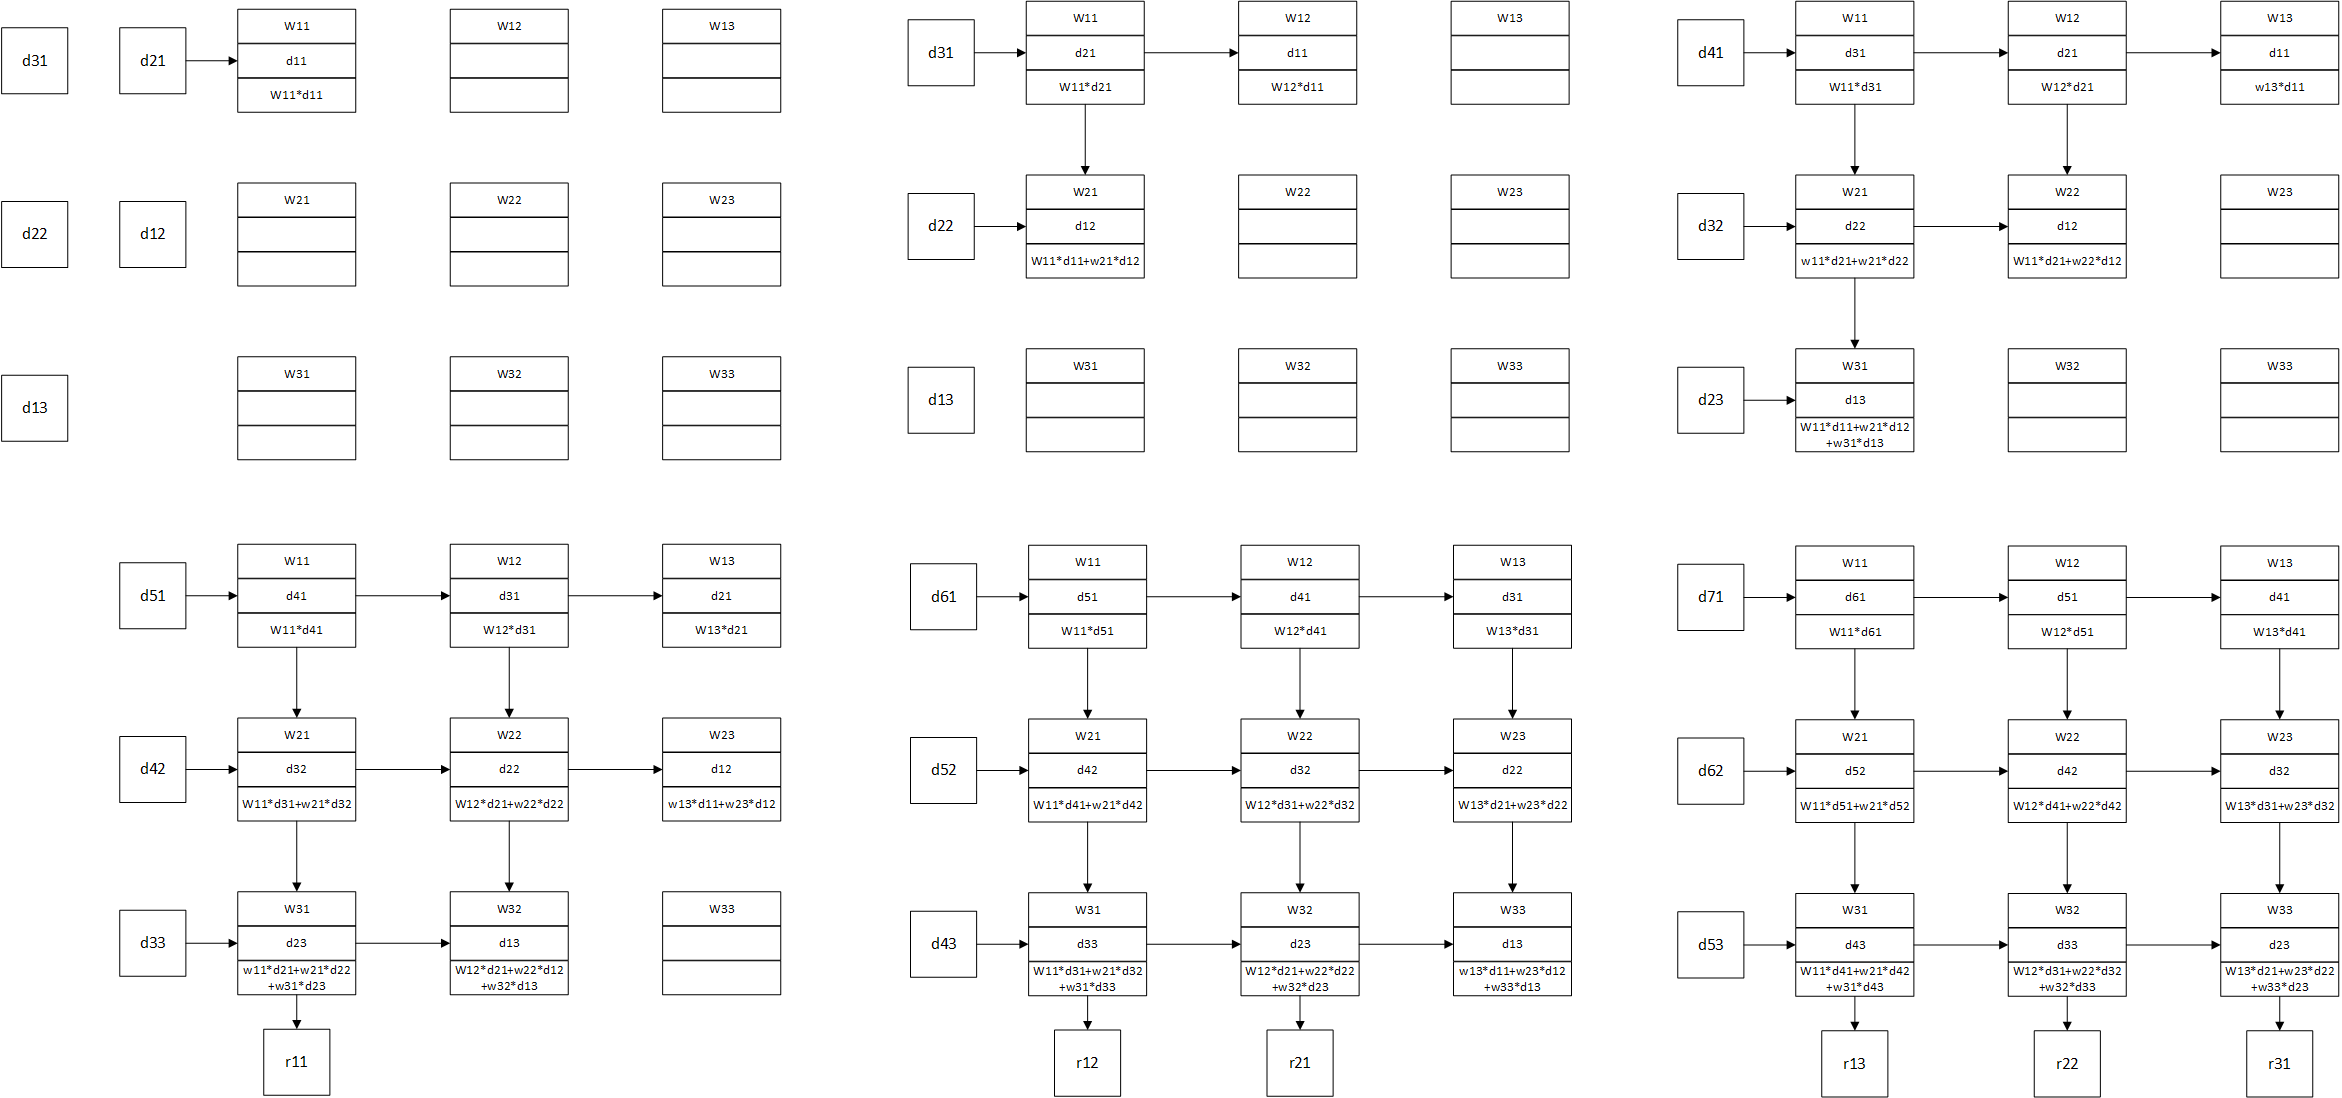 W11 W12 W13
d31 d21 d11
W11*d11
W21 W22 W23
d22 d12
W31 W32 W33
d13
W11 W12 W13
d31 d21 d11
W11*d21 W12*d11
W21 W22 W23
d22 d12
W11*d11+w21*d12
W31 W32 W33
d13
W11 W12 W13
d41 d31 d21 d11
W11*d31 W12*d21 w13*d11
W21 W22 W23
d32 d22 d12
w11*d21+w21*d22 W11*d21+w22*d12
W31 W32 W33
d23 d13
W11*d11+w21*d12
+w31*d13
W11 W12 W13
d51 d41 d31 d21
W11*d41 W12*d31 W13*d21
W21 W22 W23
d42 d32 d22 d12
W11*d31+w21*d32 W12*d21+w22*d22 w13*d11+w23*d12
W31 W32 W33
d33 d23 d13
w11*d21+w21*d22 W12*d21+w22*d12
+w31*d23 +w32*d13
r11
W11 W12 W13
d61 d51 d41 d31
W11*d51 W12*d41 W13*d31
W21 W22 W23
d52 d42 d32 d22
W11*d41+w21*d42 W12*d31+w22*d32 W13*d21+w23*d22
W31 W32 W33
d43 d33 d23 d13
W11*d31+w21*d32 W12*d21+w22*d22 w13*d11+w23*d12
+w31*d33 +w32*d23 +w33*d13
r12 r21
W11 W12 W13
d71 d61 d51 d41
W11*d61 W12*d51 W13*d41
W21 W22 W23
d62 d52 d42 d32
W11*d51+w21*d52 W12*d41+w22*d42 W13*d31+w23*d32
W31 W32 W33
d53 d43 d33 d23
W11*d41+w21*d42 W12*d31+w22*d32 W13*d21+w23*d22
+w31*d43 +w32*d33 +w33*d23
r13 r22 r31